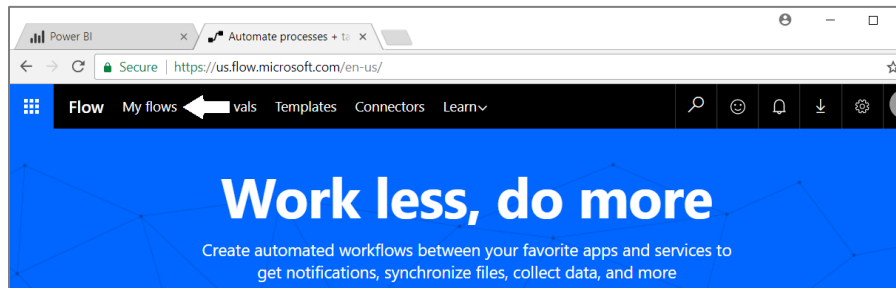 Power BI
Automate processes + ta
Secure | https://us.flow.microsoft.com/en-us/
Flow My flows vals Templates Connectors Learn
Work less, do more
Create automated workflows between your favorite apps and services to
get notifications, synchronize files, collect data, and more